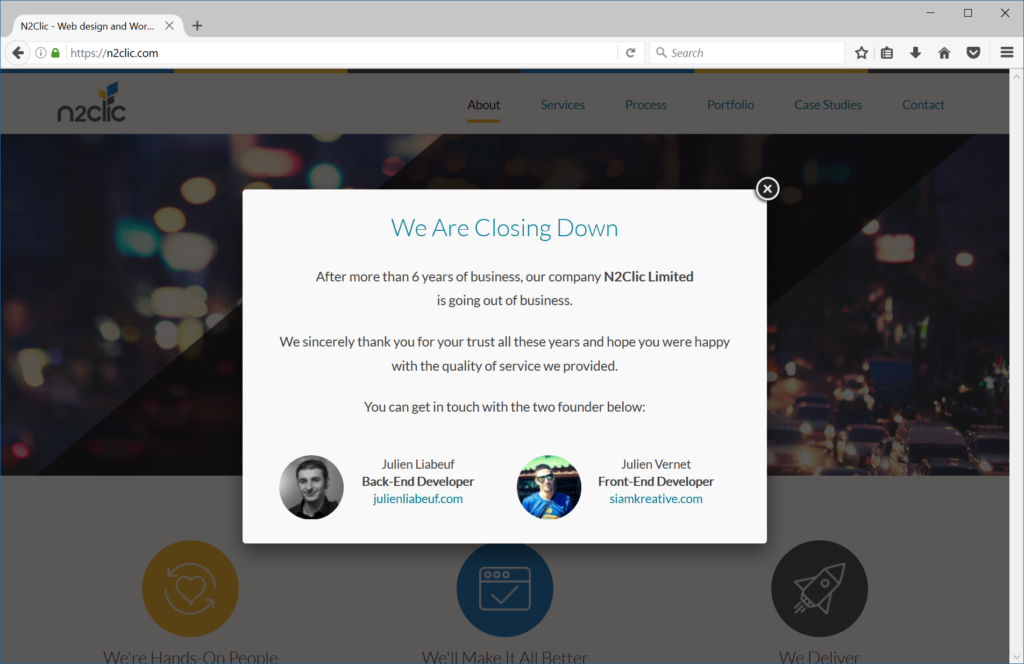 N2Clic - Web design and Wor...
https://n2clic.com
Search
n2clic
About
Services
Process
Portfolio
Case Studies
Contact
We Are Closing Down
After more than 6 years of business, our company N2Clic Limited
is going out of business.
We sincerely thank you for your trust all these years and hope you were happy
with the quality of service we provided.
You can get in touch with the two founder below:
Julien Liabeuf
Back-End Developer
julienliabeuf.com
Julien Vernet
Front-End Developer
siamkreative.com
We're Hands-On People
We'll Make It All Better
We Deliver